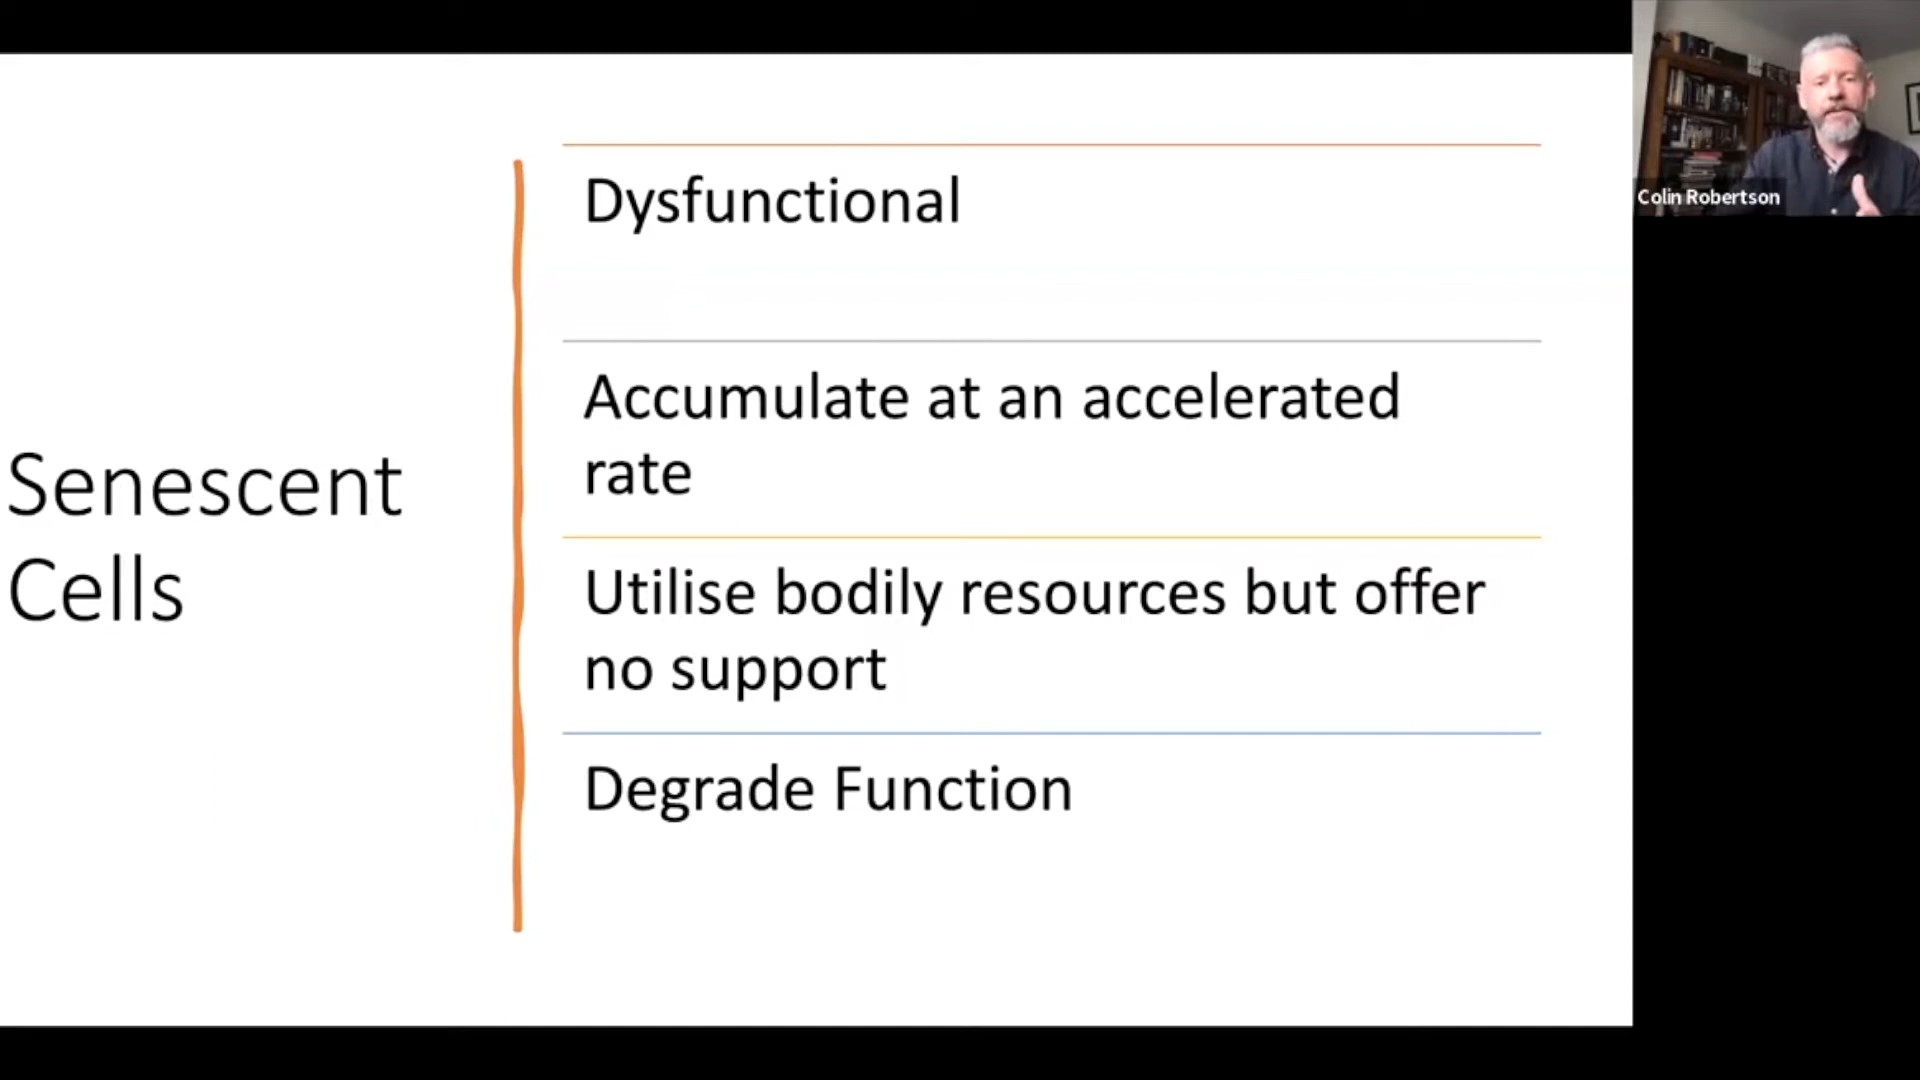 Senescent
Cells
Dysfunctional
Accumulate at an accelerated
rate
Utilise bodily resources but offer
no support
Degrade Function
Colin Robertson